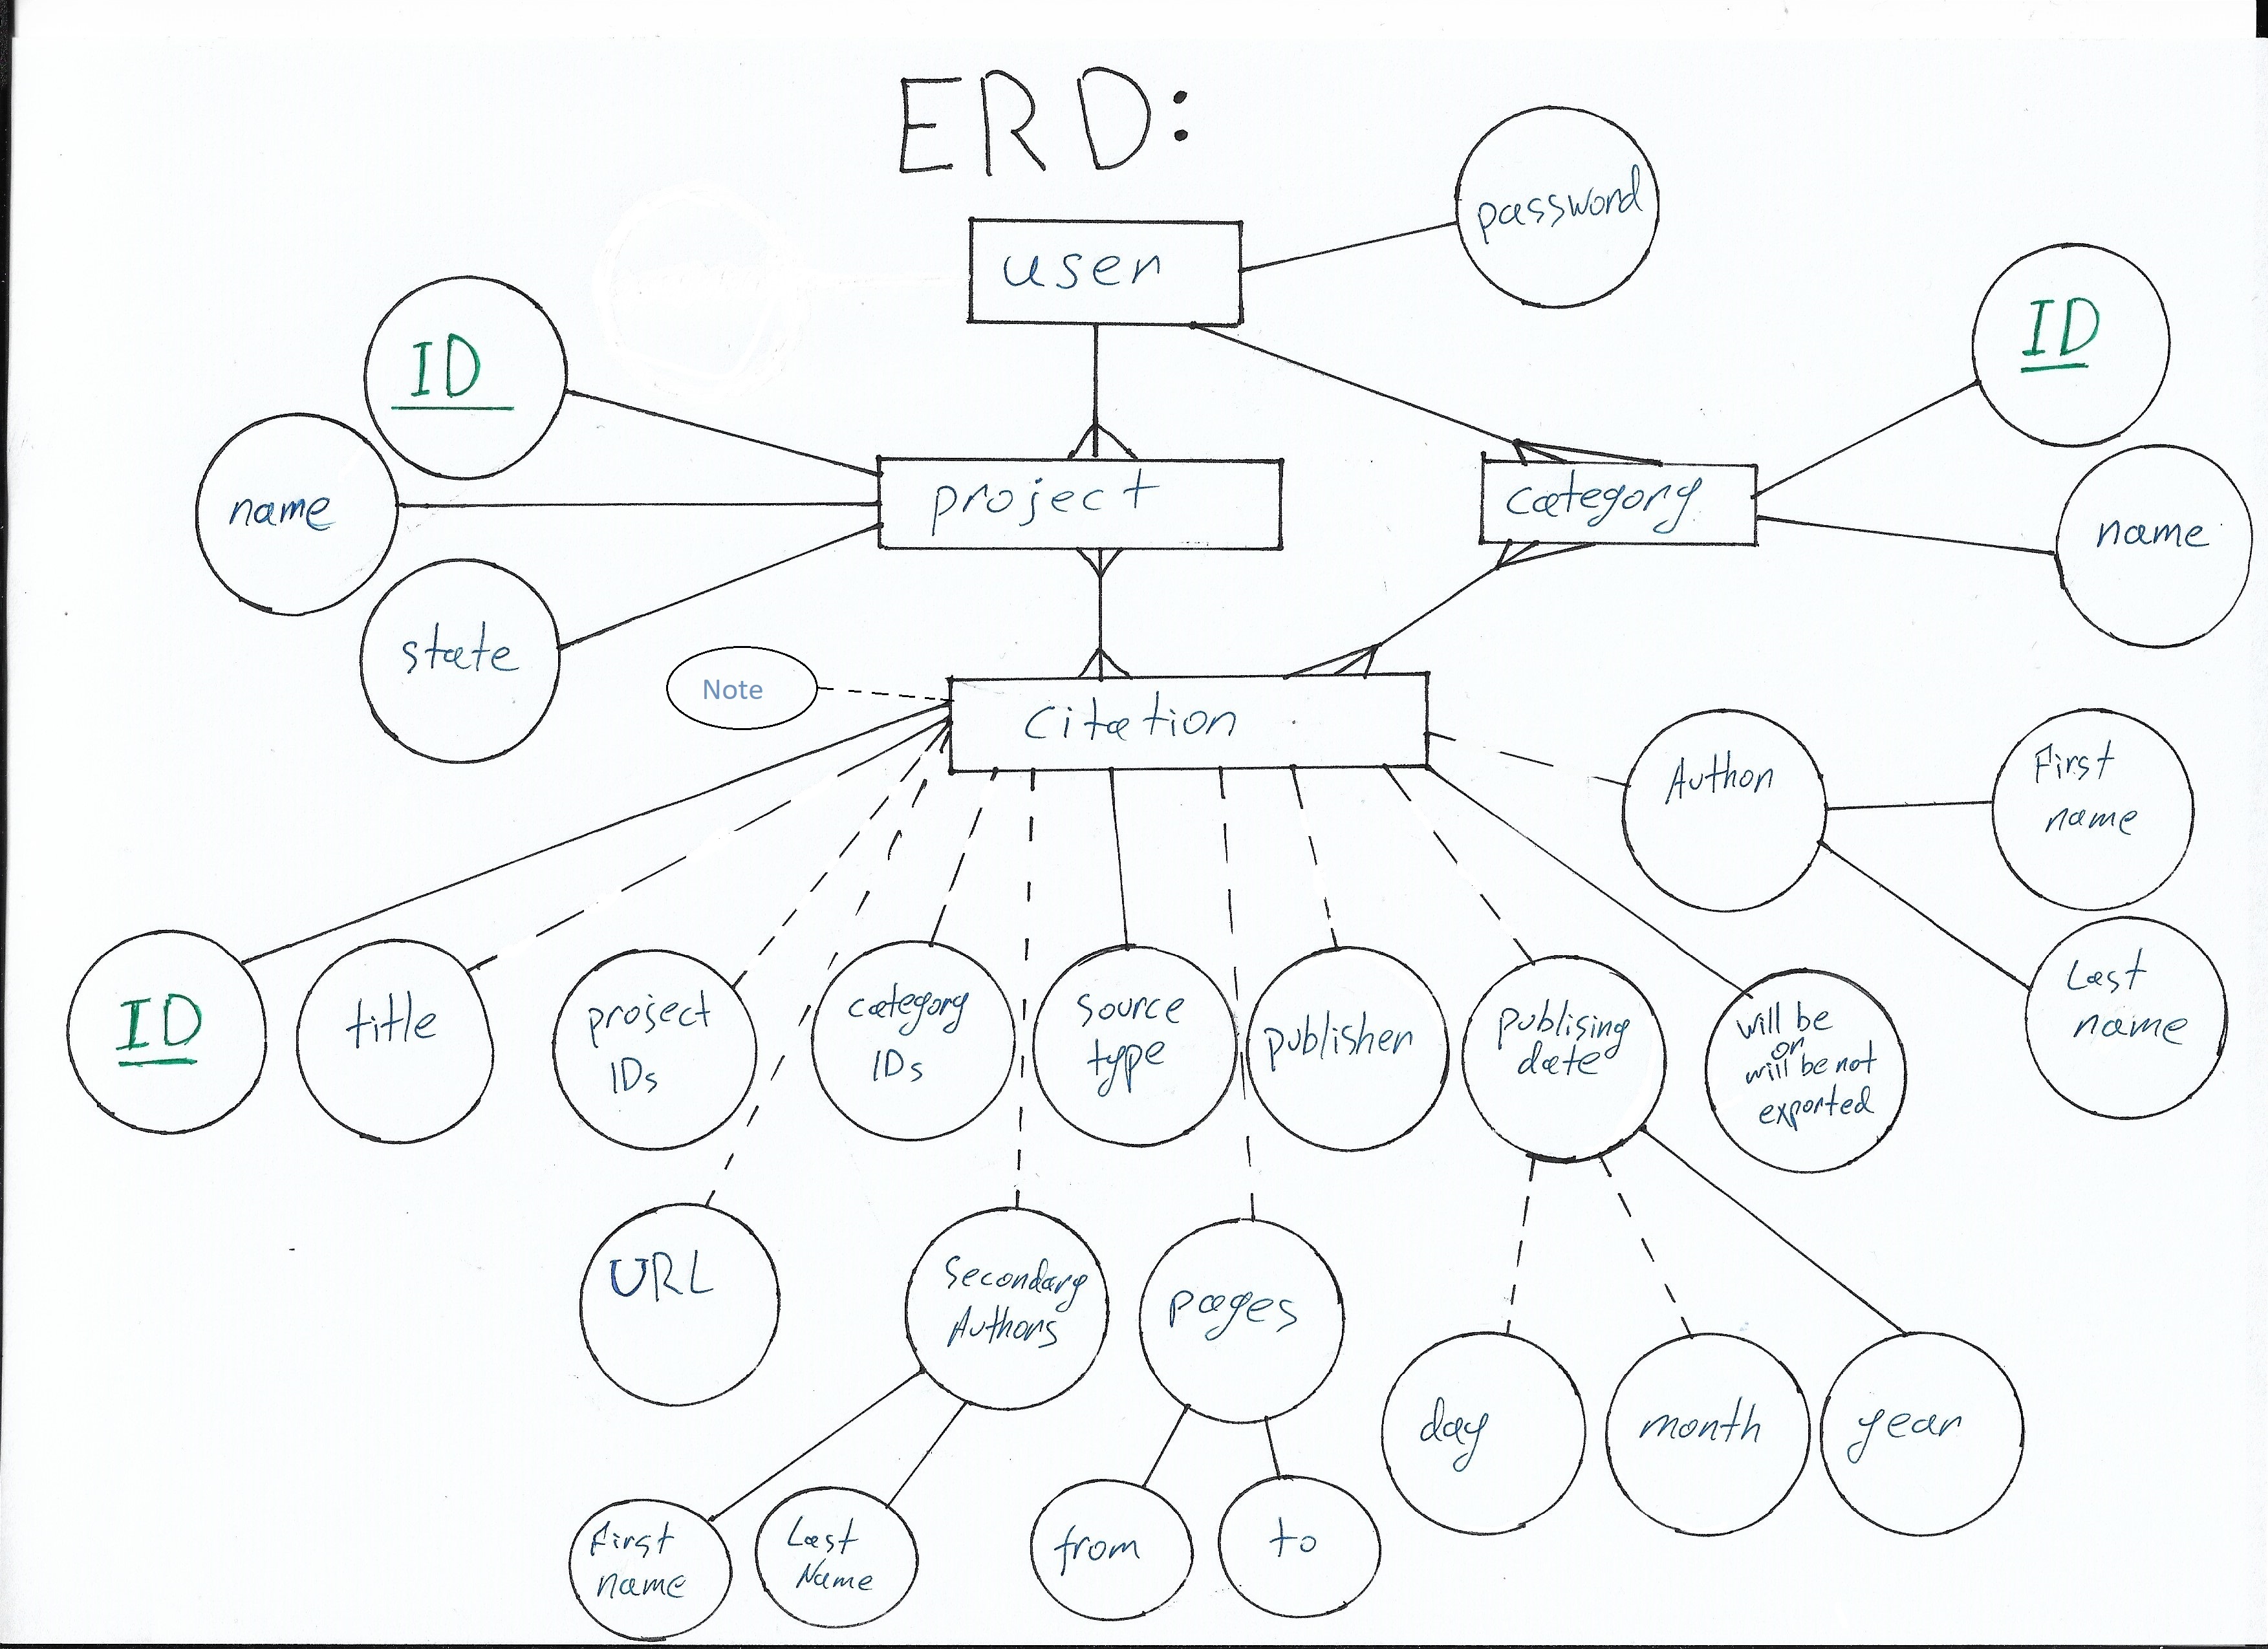 ERD:
user
password
ID
ID
name
project
category
name
state
Note
citation
Author
First
name
Last
name
ID
title
project
IDs
category
IDs
source
type
publisher
publising
date
will be
or
will be not
exported
URL
Secondary
Authors
pages
day
month
year
First
name
Last
Name
from
to